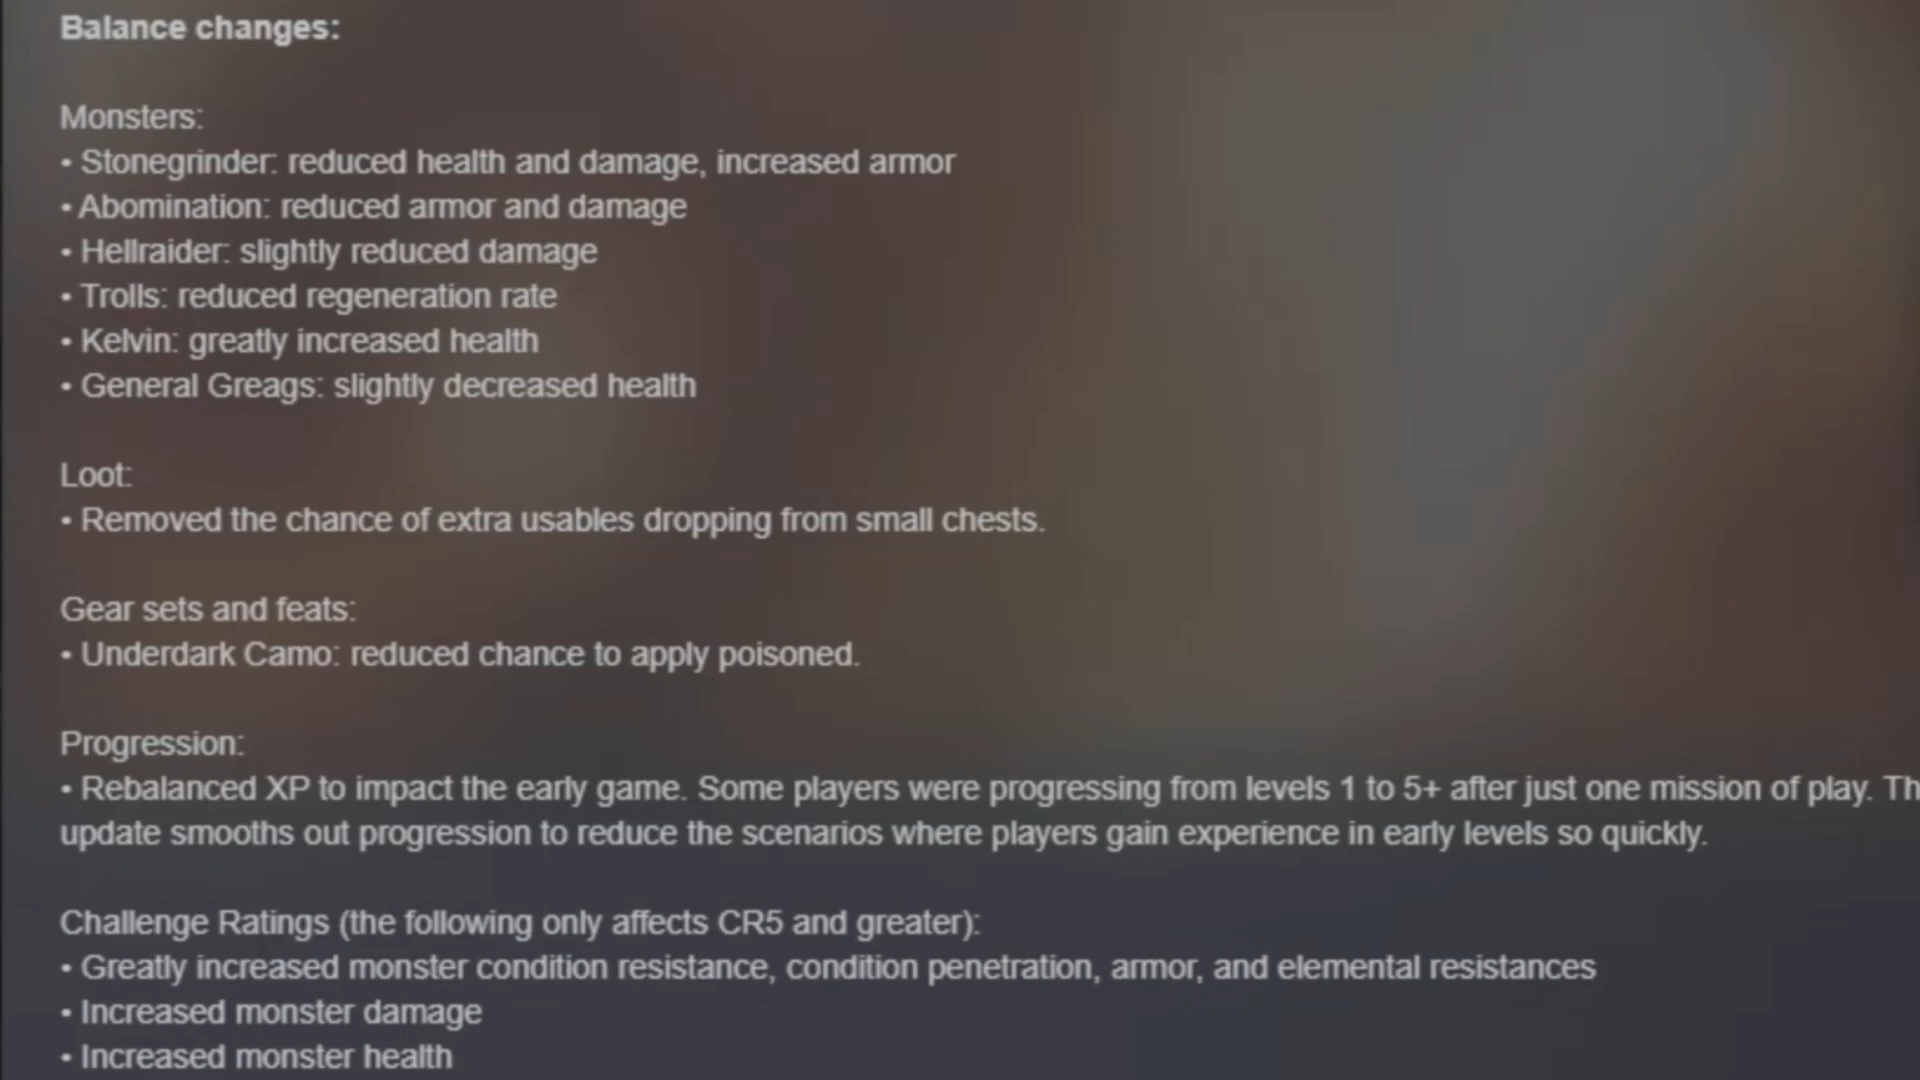 Balance changes:
Monsters:
• Stonegrinder: reduced health and damage, increased armor
• Abomination: reduced armor and damage
• Hellraider: slightly reduced damage
• Trolls: reduced regeneration rate
• Kelvin: greatly increased health
• General Greags: slightly decreased health
Loot:
• Removed the chance of extra usables dropping from small chests.
Gear sets and feats:
• Underdark Camo: reduced chance to apply poisoned.
Progression:
• Rebalanced XP to impact the early game. Some players were progressing from levels 1 to 5+ after just one mission of play. Th
update smooths out progression to reduce the scenarios where players gain experience in early levels so quickly.
Challenge Ratings (the following only affects CR5 and greater):
• Greatly increased monster condition resistance, condition penetration, armor, and elemental resistances
• Increased monster damage
• Increased monster health